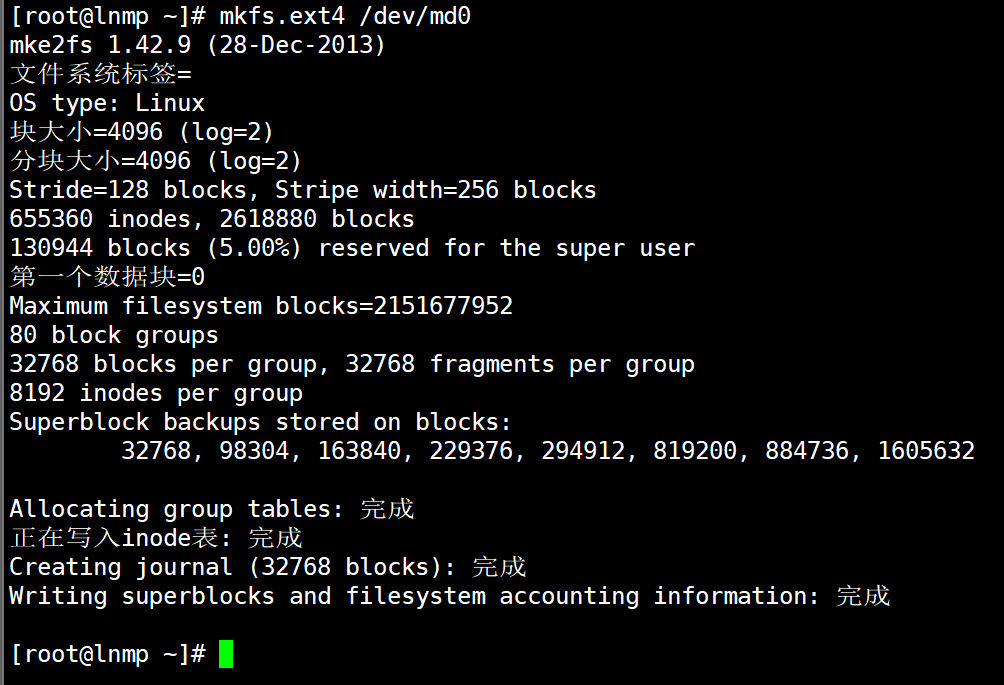 [root@lnmp ~]# mkfs.ext4 /dev/md0
mke2fs 1.42.9 (28-Dec-2013)
文件系统标签=
OS type: Linux
块大小=4096 (log=2)
分块大小=4096 (log=2)
Stride=128 blocks, Stripe width=256 blocks
655360 inodes, 2618880 blocks
130944 blocks (5.00%) reserved for the super user
第一个数据块=0
Maximum filesystem blocks=2151677952
80 block groups
32768 blocks per group, 32768 fragments per group
8192 inodes per group
Superblock backups stored on blocks:
32768, 98304, 163840, 229376, 294912, 819200, 884736, 1605632
Allocating group tables: 完成
正在写入inode表: 完成
Creating journal (32768 blocks): 完成
Writing superblocks and filesystem accounting information: 完成
[root@lnmp ~]#